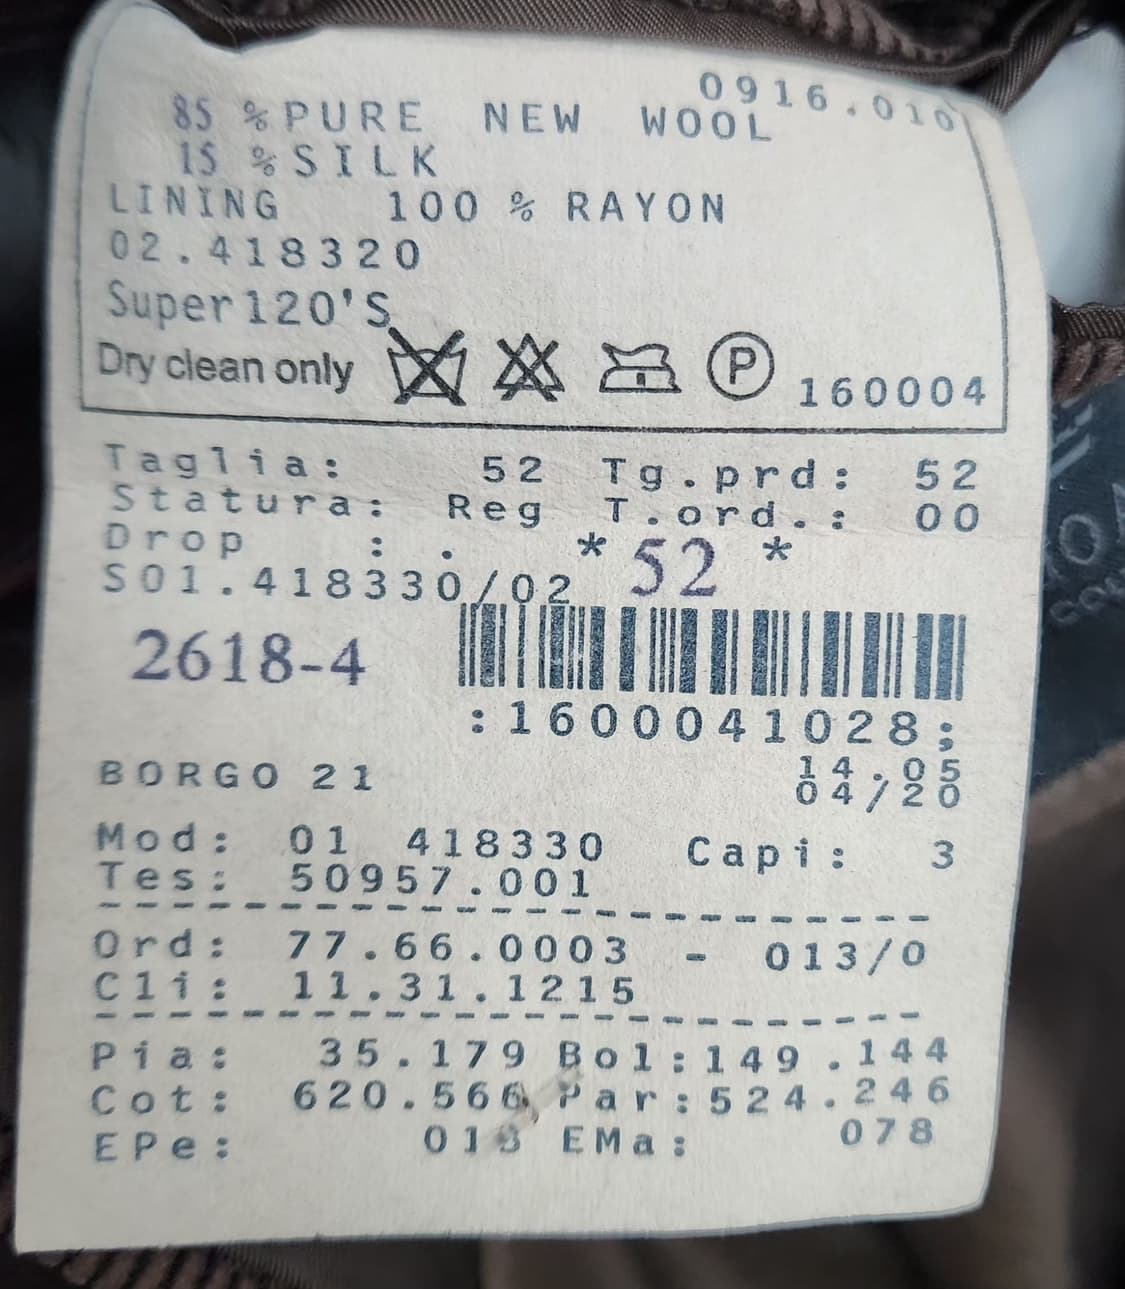 0916.010
85 % PURE NEW WOOL
15 % SILK
LINING 100 % RAYON
02.418320
Super 120'S
Dry clean only P 160004
Taglia: 52 Tg.prd: 52
Statura: Reg T.ord.: 00
Drop : . * 52 *
S01.418330/02
2618-4
:1600041028;
BORGO 21 14.05
04/20
Mod: 01 418330 Capi: 3
Tes: 50957.001
Ord: 77.66.0003 - 013/0
Cli: 11.31.1215
Pia: 35.179 Bol:149.144
Cot: 620.566 Par:524.246
EPe: 018 EMa: 078